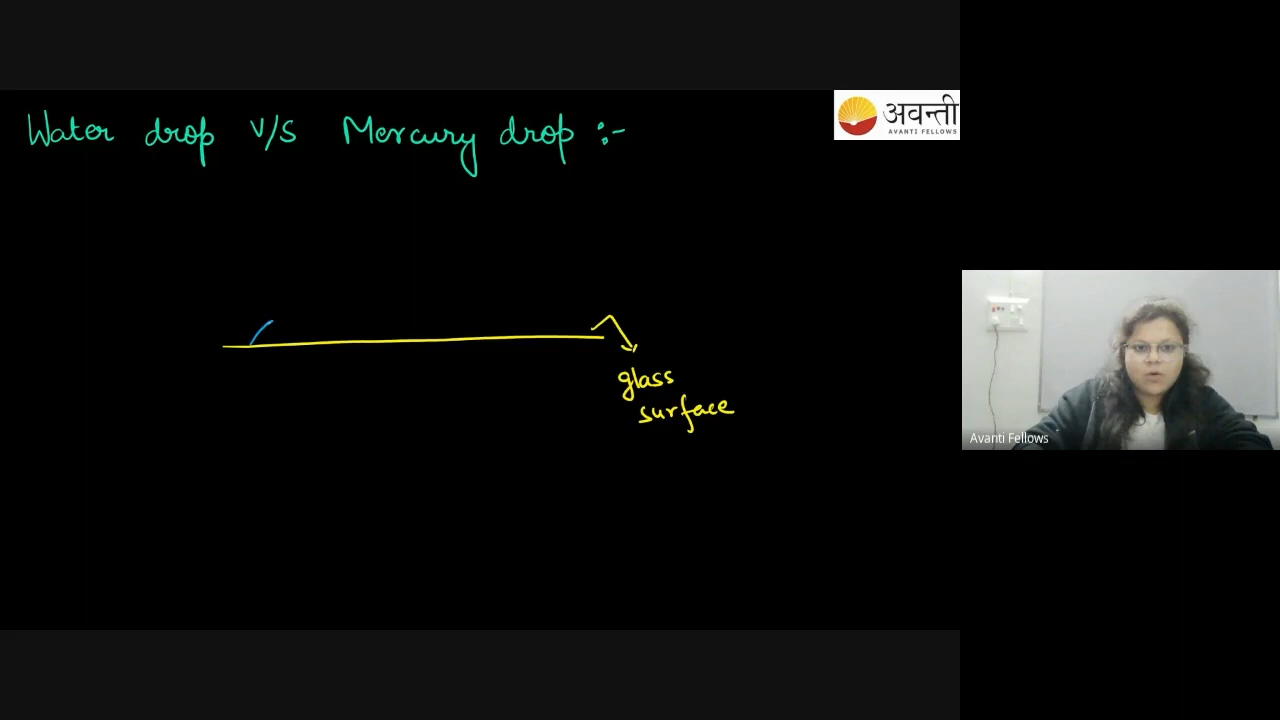 Water drop v/s Mercury drop :-
अवन्ती
AVANTI FELLOWS
glass
surface
Avanti Fellows